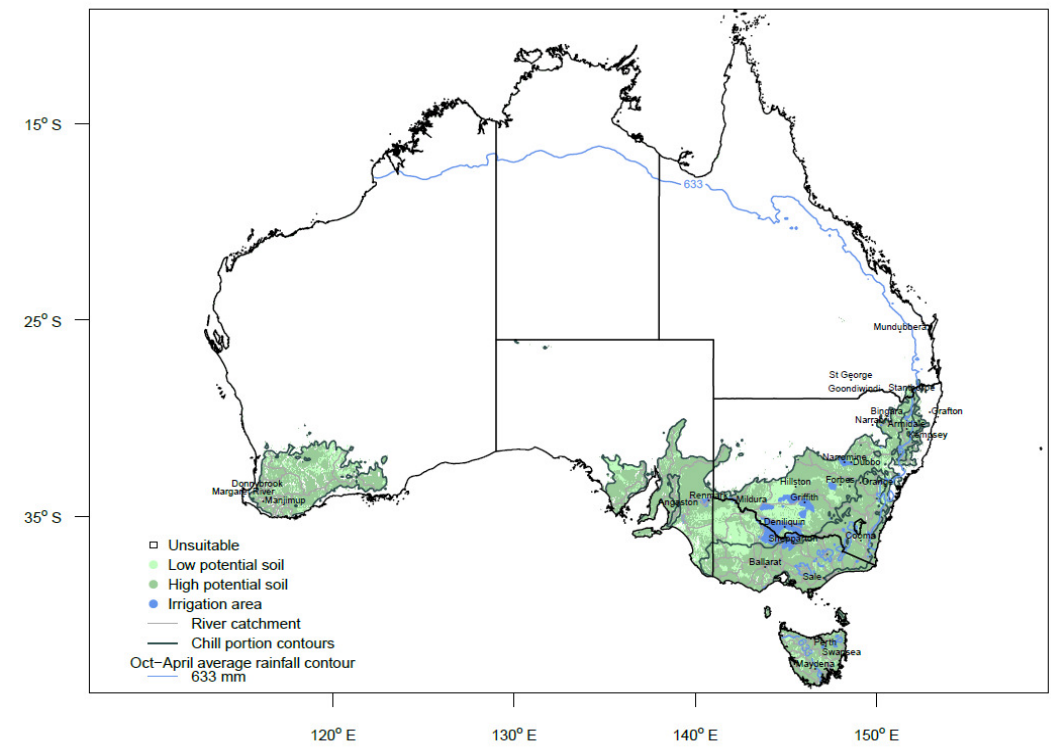 15° S
633
25° S
Mundubbera
St George
Goondiwindi
Stanthorpe
Bingara
Grafton
Narrabri
Armidale
Kempsey
Narromine
Dubbo
Donnybrook
Margaret River
Manjimup
Renmark
Mildura
Hillston
Forbes
Orange
Angaston
Griffith
35° S
Deniliquin
Shepparton
Cooma
Ballarat
Sale
Unsuitable
Low potential soil
High potential soil
Irrigation area
River catchment
Chill portion contours
Oct−April average rainfall contour
633 mm
Perth
Swansea
Maydena
120° E
130° E
140° E
150° E